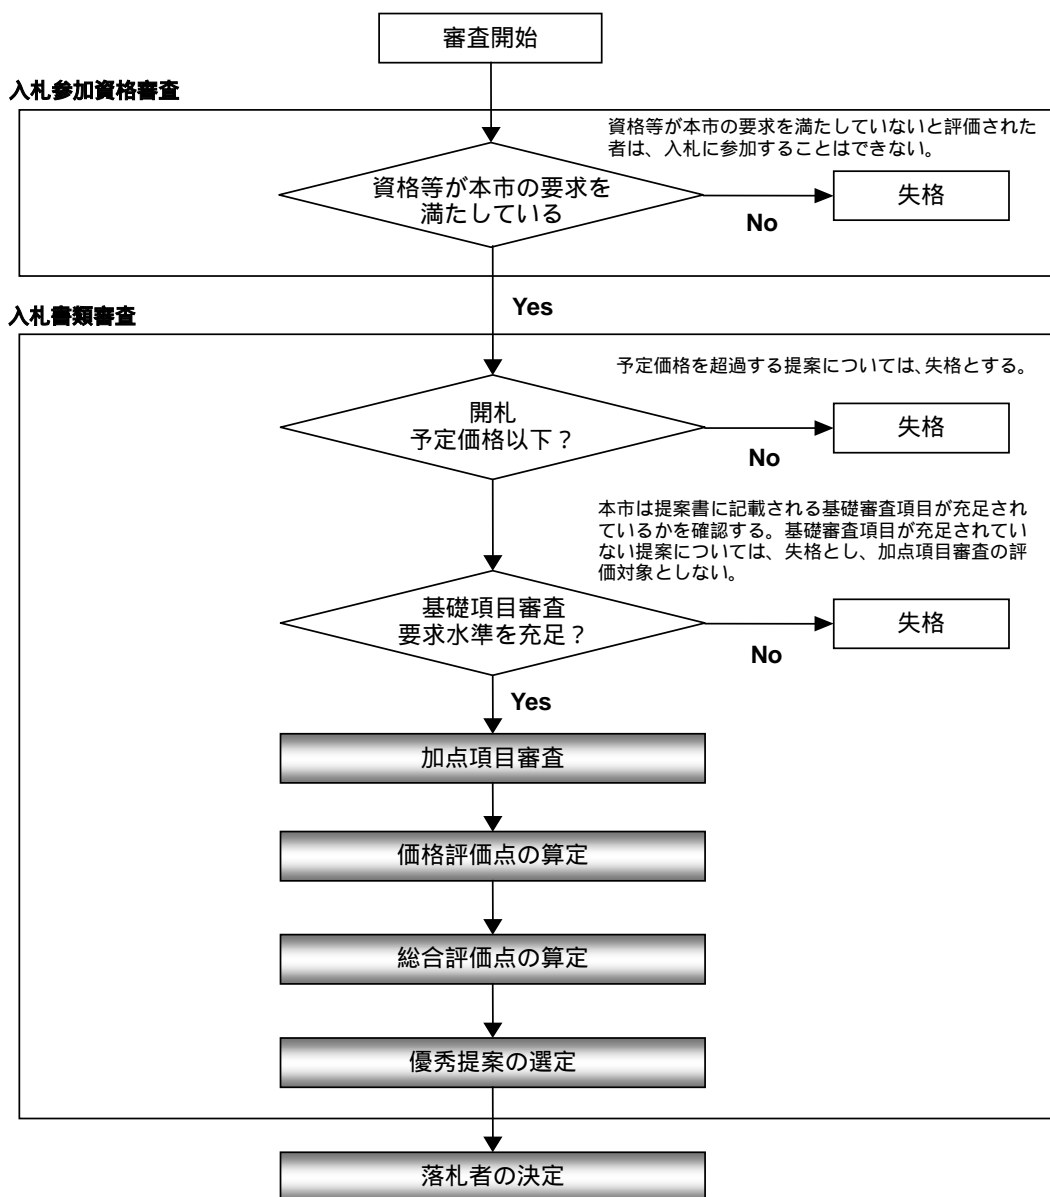 審査開始
入札参加資格審査
資格等が本市の要求を満たしていないと評価された
者は、入札に参加することはできない。
資格等が本市の要求を
満たしている
失格
No
Yes
入札書類審査
予定価格を超過する提案については、失格とする。
開札
予定価格以下？
失格
No
本市は提案書に記載される基礎審査項目が充足され
ているかを確認する。基礎審査項目が充足されてい
ない提案については、失格とし、加点項目審査の評
価対象としない。
基礎項目審査
要求水準を充足？
失格
No
Yes
加点項目審査
価格評価点の算定
総合評価点の算定
優秀提案の選定
落札者の決定